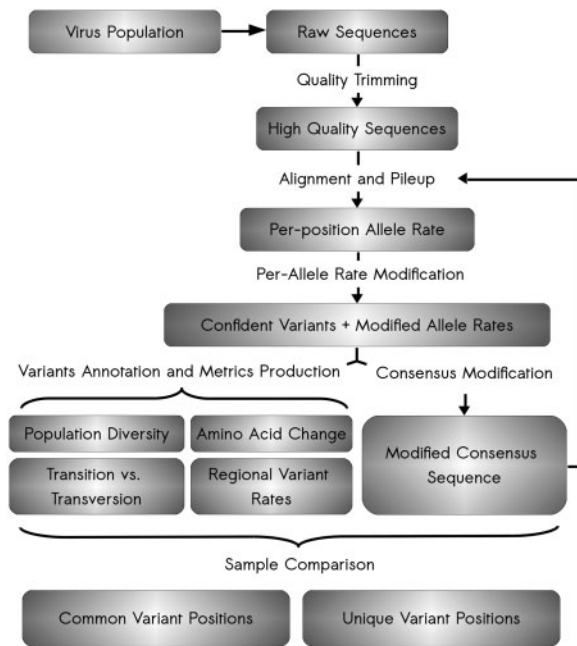 Virus Population
Raw Sequences
Quality Trimming
High Quality Sequences
Alignment and Pileup
Per-position Allele Rate
Per-Allele Rate Modification
Confident Variants + Modified Allele Rates
Variants Annotation and Metrics Production
Consensus Modification
Population Diversity
Amino Acid Change
Transition vs.
Transversion
Regional Variant
Rates
Modified Consensus
Sequence
Sample Comparison
Common Variant Positions
Unique Variant Positions